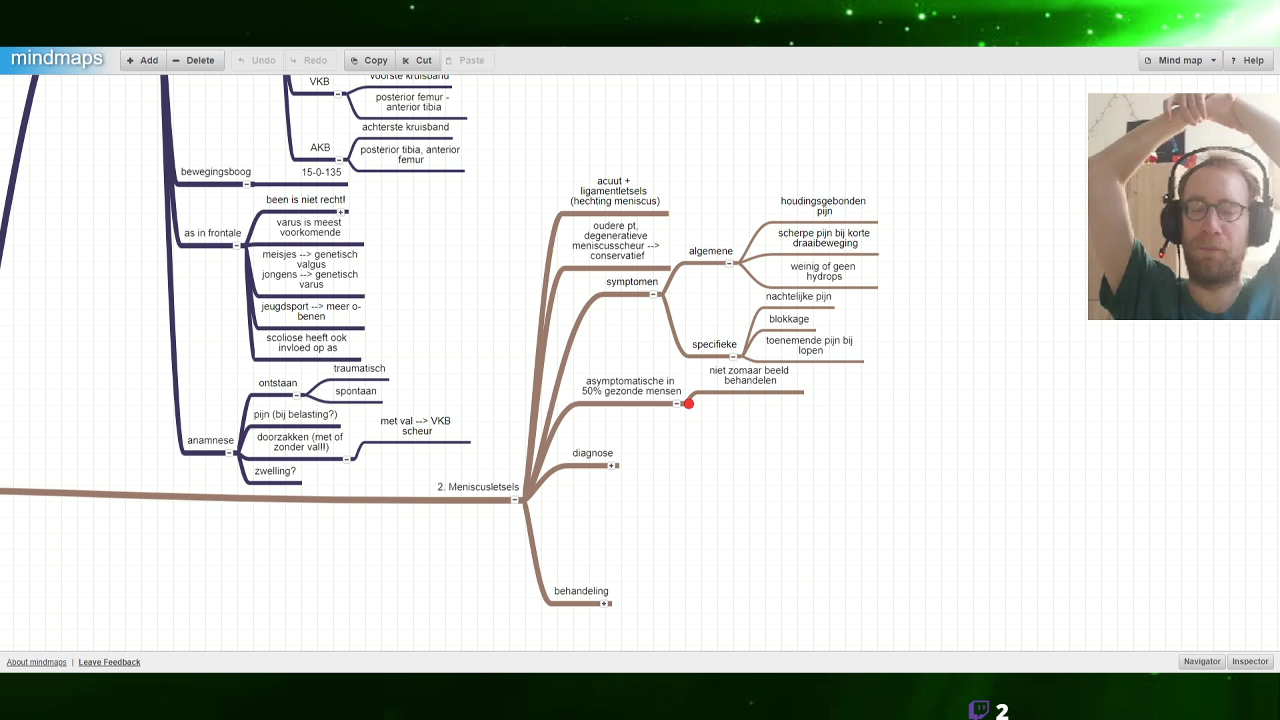 mindmaps
Add
Delete
Undo
Redo
Copy
Cut
Paste
Mind map
? Help
VKB
voorste kruisband
posterior femur -
anterior tibia
AKB
achterste kruisband
posterior tibia, anterior
femur
bewegingsboog
15-0-135
as in frontale
been is niet recht!
varus is meest
voorkomende
meisjes --> genetisch
valgus
jongens --> genetisch
varus
jeugdsport --> meer o-
benen
scoliose heeft ook
invloed op as
anamnese
ontstaan
traumatisch
spontaan
pijn (bij belasting?)
doorzakken (met of
zonder val!!)
met val --> VKB
scheur
zwelling?
2. Meniscusletsels
acuut +
ligamentletsels
(hechting meniscus)
oudere pt,
degeneratieve
meniscusscheur -->
conservatief
symptomen
algemene
houdingsgebonden
pijn
scherpe pijn bij korte
draaibeweging
weinig of geen
hydrops
specifieke
nachtelijke pijn
blokkage
toenemende pijn bij
lopen
asymptomatische in
50% gezonde mensen
niet zomaar beeld
behandelen
diagnose
behandeling
About mindmaps | Leave Feedback
Navigator
Inspector
2